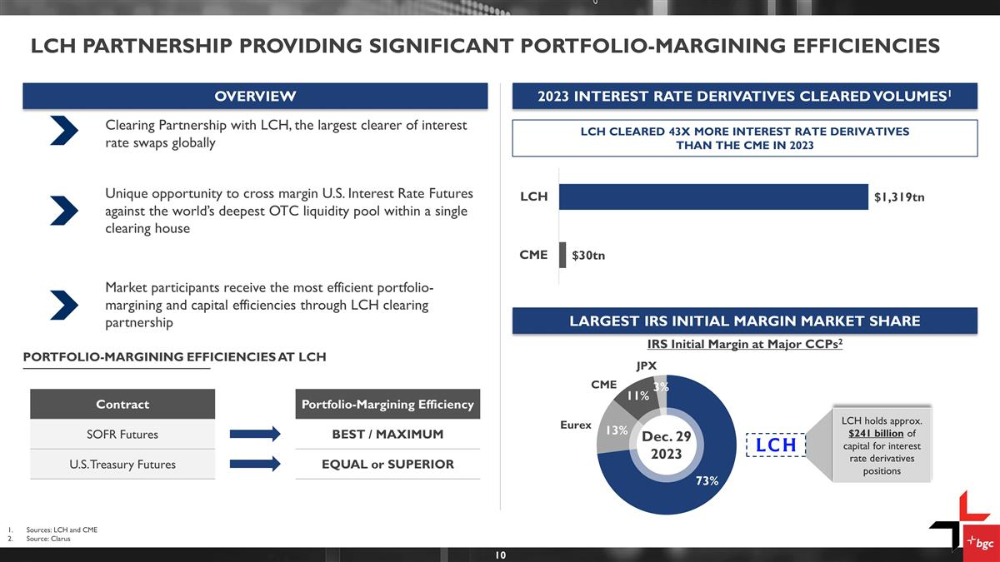 LCH PARTNERSHIP PROVIDING SIGNIFICANT PORTFOLIO-MARGINING EFFICIENCIES
OVERVIEW
Clearing Partnership with LCH, the largest clearer of interest
rate swaps globally
Unique opportunity to cross margin U.S. Interest Rate Futures
against the world’s deepest OTC liquidity pool within a single
clearing house
Market participants receive the most efficient portfolio-
margining and capital efficiencies through LCH clearing
partnership
PORTFOLIO-MARGINING EFFICIENCIES AT LCH
Contract
Portfolio-Margining Efficiency
SOFR Futures
BEST / MAXIMUM
U.S. Treasury Futures
EQUAL or SUPERIOR
2023 INTEREST RATE DERIVATIVES CLEARED VOLUMES¹
LCH CLEARED 43X MORE INTEREST RATE DERIVATIVES
THAN THE CME IN 2023
LCH
$1,319tn
CME
$30tn
LARGEST IRS INITIAL MARGIN MARKET SHARE
IRS Initial Margin at Major CCPs²
JPX
3%
CME
11%
Eurex
13%
Dec. 29
2023
73%
LCH
LCH holds approx.
$241 billion of
capital for interest
rate derivatives
positions
1. Sources: LCH and CME
2. Source: Clarus
bgc
10